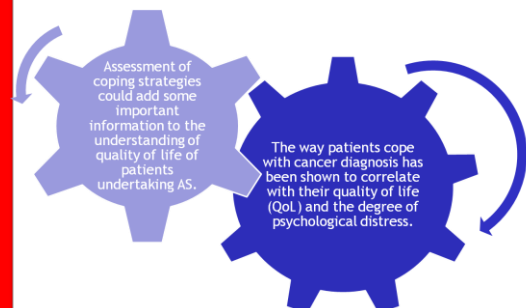 Assessment of
coping strategies
could add some
important
information to the
understanding of
quality of life of
patients
undertaking AS.
The way patients cope
with cancer diagnosis has
been shown to correlate
with their quality of life
(QoL) and the degree of
psychological distress.